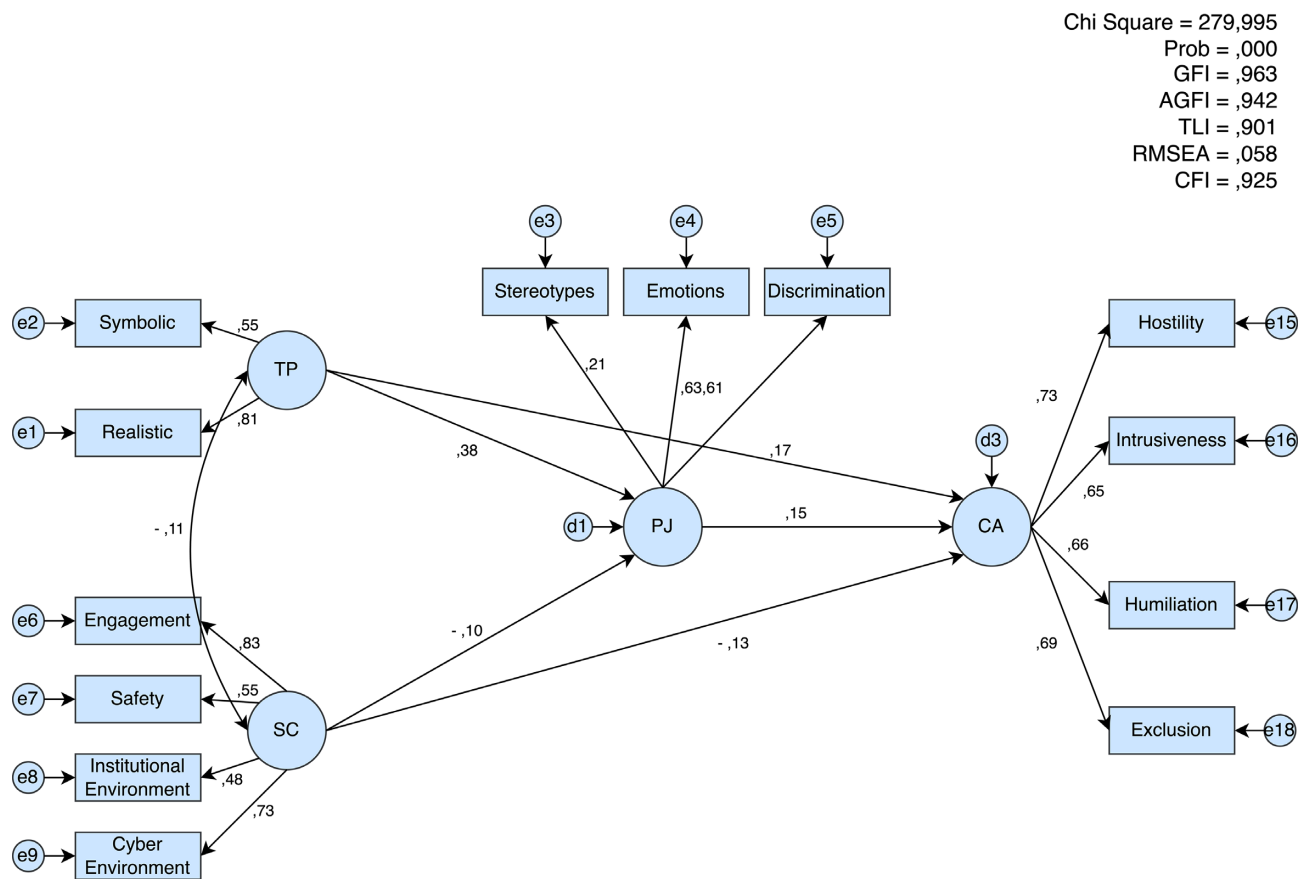 Chi Square = 279,995
Prob = ,000
GFI = ,963
AGFI = ,942
TLI = ,901
RMSEA = ,058
CFI = ,925
e3
e4
e5
Stereotypes
Emotions
Discrimination
e2
Symbolic
,55
TP
e1
Realistic
,81
,21
,63
,61
,38
,17
- ,11
d1
PJ
,15
d3
CA
Hostility
e15
,73
Intrusiveness
e16
,65
,66
Humiliation
e17
,69
Exclusion
e18
- ,10
- ,13
e6
Engagement
,83
e7
Safety
,55
SC
e8
Institutional
Environment
,48
,73
e9
Cyber
Environment